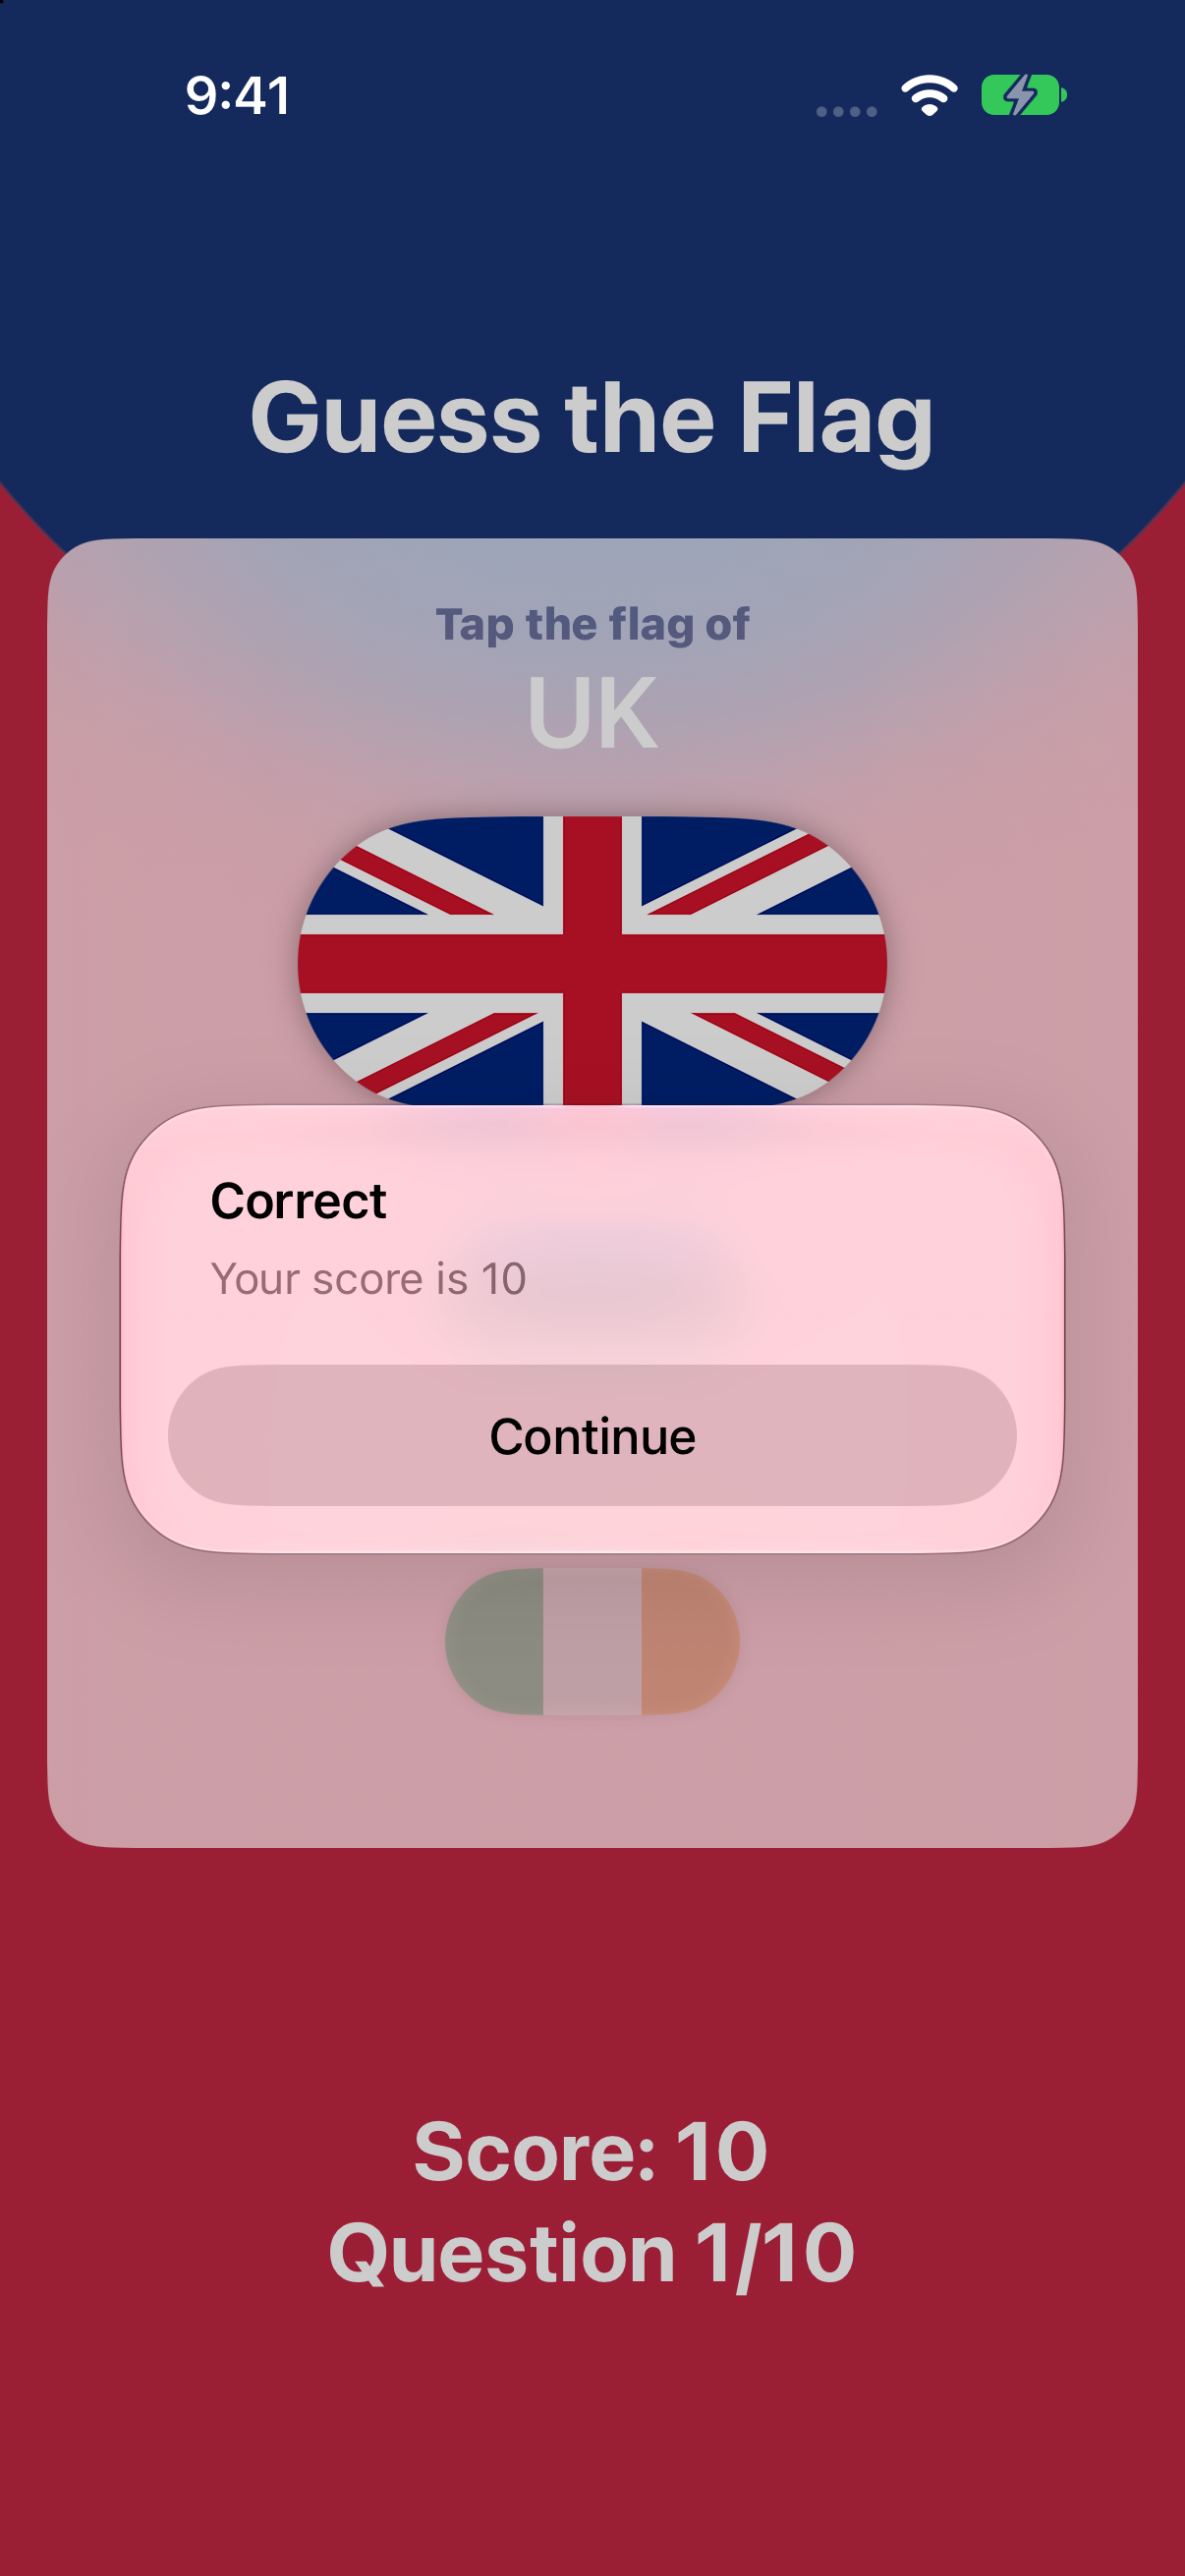 9:41
Guess the Flag
Tap the flag of
UK
Correct
Your score is 10
Continue
Score: 10
Question 1/10